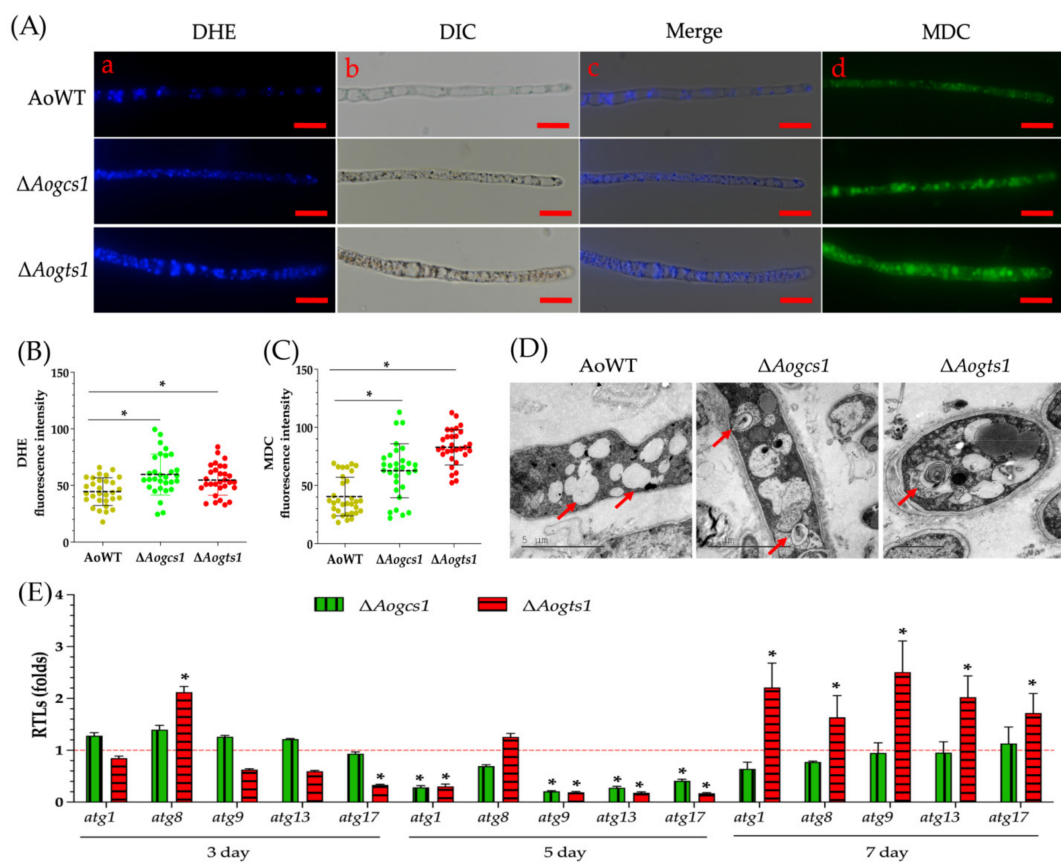 (A)
DHE DIC Merge MDC
a b c d
AoWT
ΔAogcs1
ΔAogts1
(B) (C) (D)
AoWT ΔAogcs1 ΔAogts1
DHE
fluorescence intensity
150
100
50
0
*
*
AoWT ΔAogcs1 ΔAogts1
MDC
fluorescence intensity
150
100
50
0
*
*
AoWT ΔAogcs1 ΔAogts1
5 μm
(E)
ΔAogcs1 ΔAogts1
RTLs (folds)
4
3
2
1
0
* * * * * * * * * * * * * * *
atg1 atg8 atg9 atg13 atg17 atg1 atg8 atg9 atg13 atg17 atg1 atg8 atg9 atg13 atg17
3 day 5 day 7 day